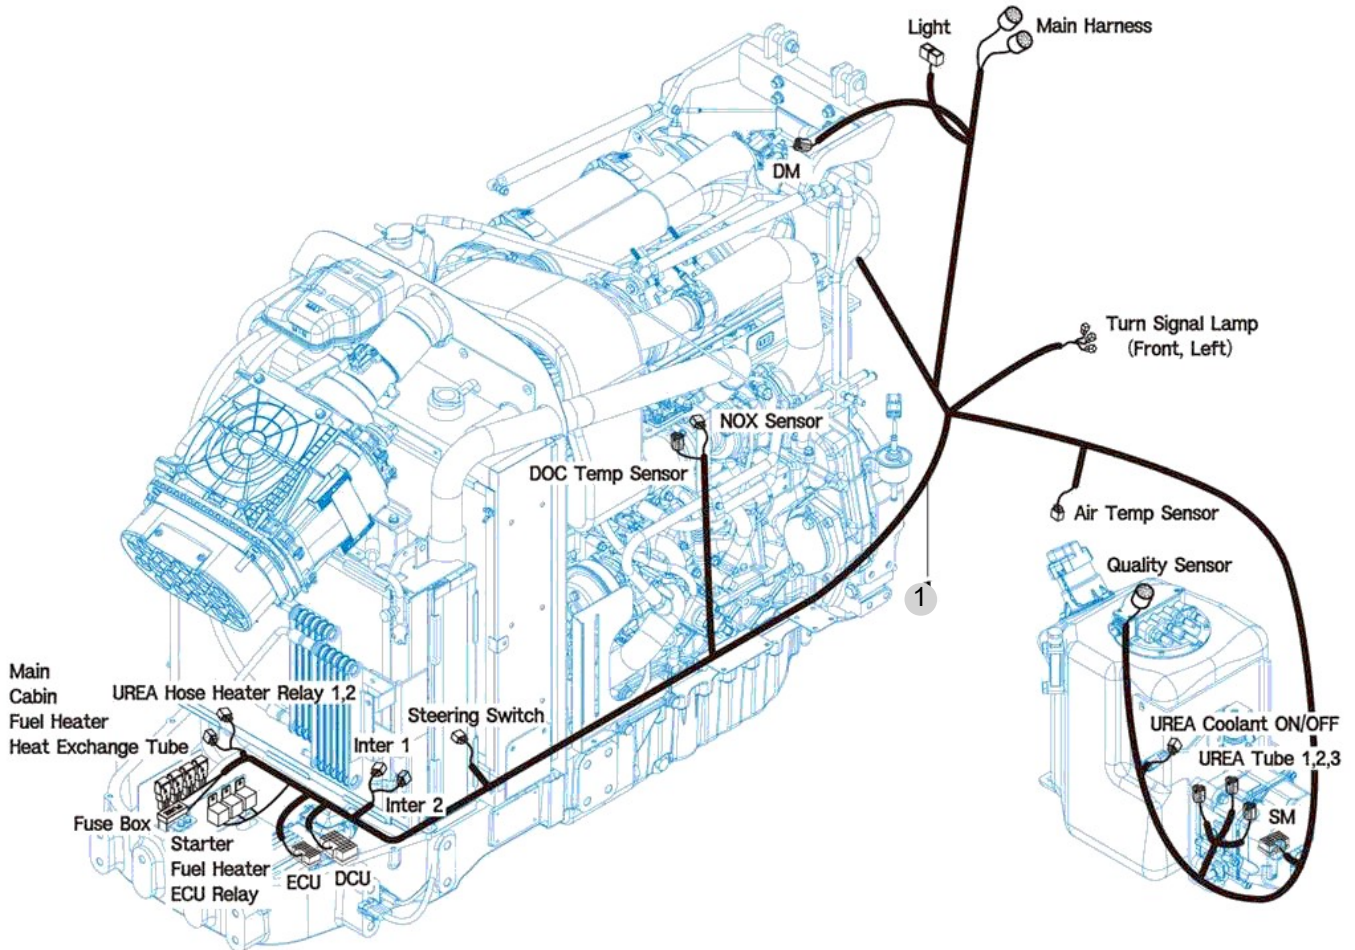 Light
Main Harness
DM
Turn Signal Lamp
(Front, Left)
NOX Sensor
DOC Temp Sensor
Air Temp Sensor
Quality Sensor
1
Main
Cabin
Fuel Heater
Heat Exchange Tube
UREA Hose Heater Relay 1,2
Steering Switch
Inter 1
Inter 2
UREA Coolant ON/OFF
UREA Tube 1,2,3
SM
Fuse Box
Starter
Fuel Heater
ECU Relay
ECU
DCU